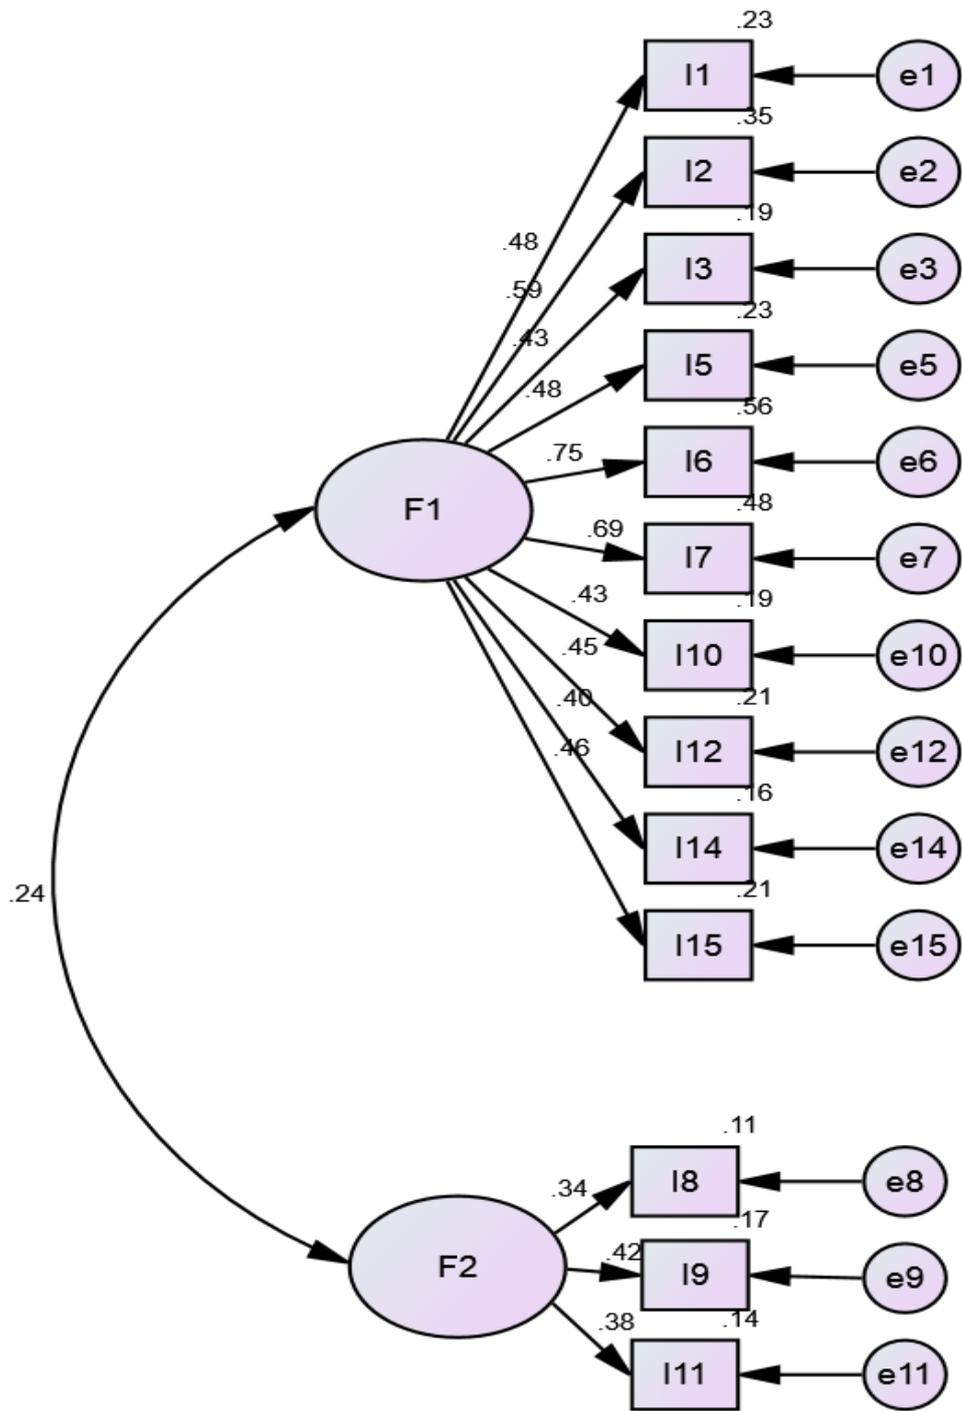 .23
I1 e1
.35
I2 e2
.48
.19
I3 e3
.59
.23
.43
I5 e5
.48
.56
.75 I6 e6
.48
F1
.69
I7 e7
.43
.19
.45
I10 e10
.40
.21
.46
I12 e12
.16
I14 e14
.24
.21
I15 e15
.11
.34 I8 e8
.17
.42
F2 I9 e9
.38
.14
I11 e11